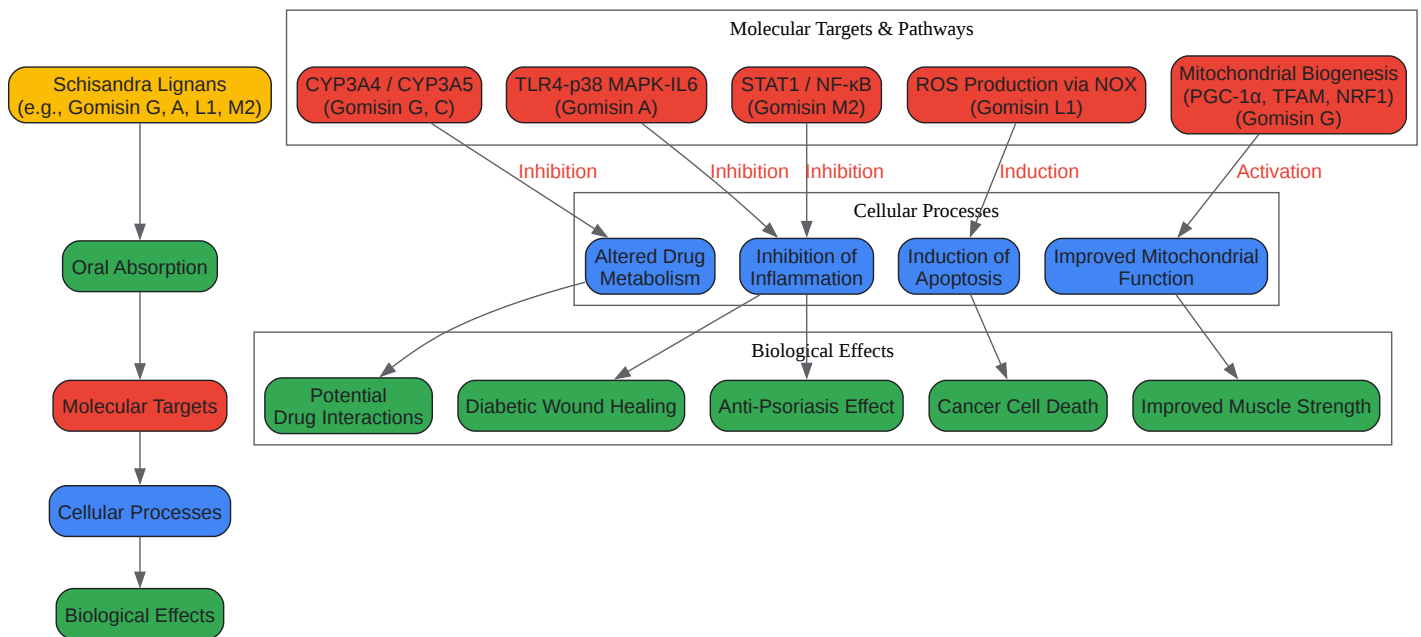 Molecular Targets & Pathways
Schisandra Lignans
(e.g., Gomisin G, A, L1, M2)
CYP3A4 / CYP3A5
(Gomisin G, C)
TLR4-p38 MAPK-IL6
(Gomisin A)
STAT1 / NF-κB
(Gomisin M2)
ROS Production via NOX
(Gomisin L1)
Mitochondrial Biogenesis
(PGC-1α, TFAM, NRF1)
(Gomisin G)
Inhibition
Inhibition
Inhibition
Induction
Activation
Cellular Processes
Oral Absorption
Altered Drug
Metabolism
Inhibition of
Inflammation
Induction of
Apoptosis
Improved Mitochondrial
Function
Biological Effects
Molecular Targets
Potential
Drug Interactions
Diabetic Wound Healing
Anti-Psoriasis Effect
Cancer Cell Death
Improved Muscle Strength
Cellular Processes
Biological Effects